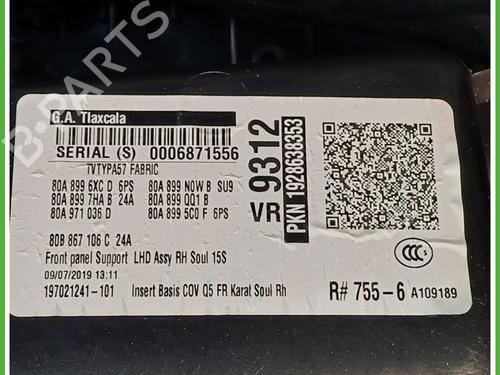 G.A. Tlaxcala
SERIAL (S) 0006871556
TVTYPA57 FABRIC
80A 899 6XC D 6PS 80A 899 N0W B SU9
80A 899 7HA B 24A 80A 899 QQ1 B
80A 971 036 D 80A 899 5C0 F 6PS
80B 867 106 C 24A
Front panel Support LHD Assy RH Soul 15S
09/07/2019 13:11
197021241-101 Insert Basis COV Q5 FR Karat Soul Rh
VR 9312
PKN 1928638353
CCC S
R# 755-6 A109189
B-PARTS